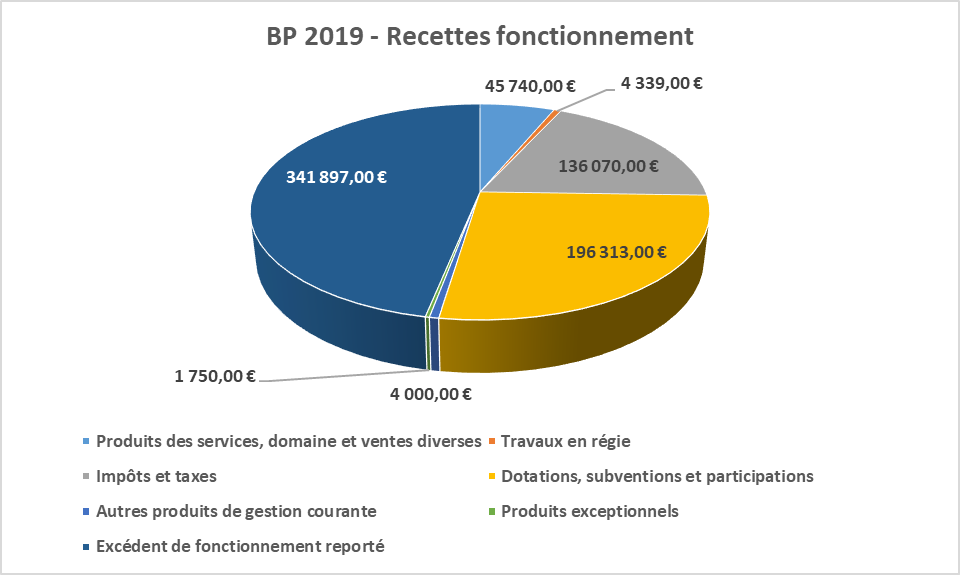 BP 2019 - Recettes fonctionnement
45 740,00 €
4 339,00 €
136 070,00 €
341 897,00 €
196 313,00 €
1 750,00 €
4 000,00 €
Produits des services, domaine et ventes diverses
Travaux en régie
Impôts et taxes
Dotations, subventions et participations
Autres produits de gestion courante
Produits exceptionnels
Excédent de fonctionnement reporté